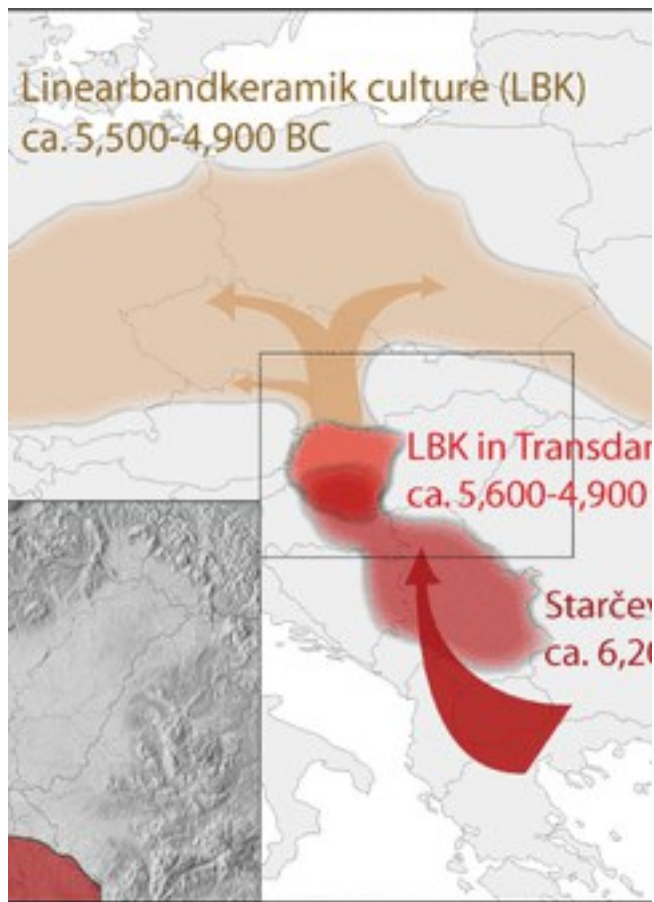 Linearbandkeramik culture (LBK)
ca. 5,500-4,900 BC
LBK in Transdan
ca. 5,600-4,900
Starčev
ca. 6,20